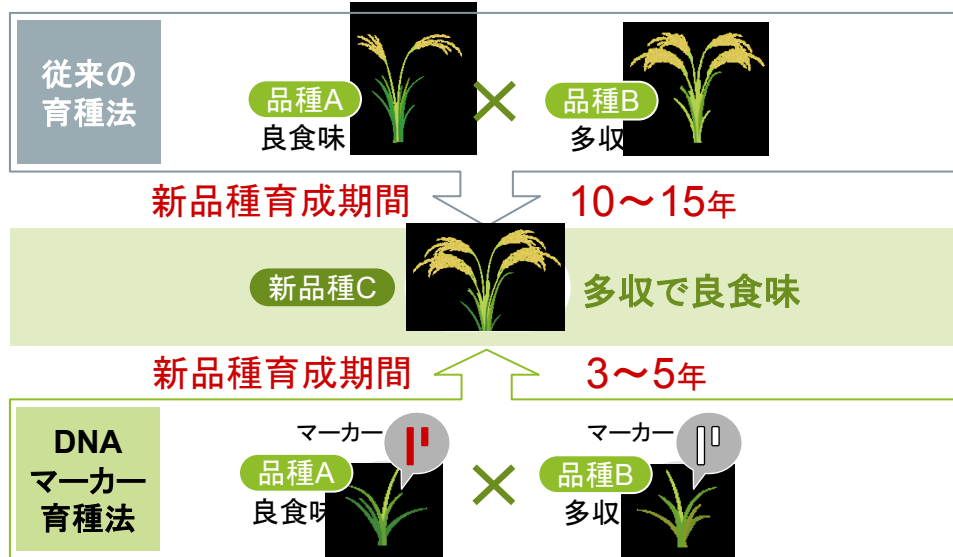 従来の
育種法
品種A
良食味
×
品種B
多収
新品種育成期間
10～15年
新品種C
多収で良食味
新品種育成期間
3～5年
DNA
マーカー
育種法
マーカー
品種A
良食味
×
マーカー
品種B
多収